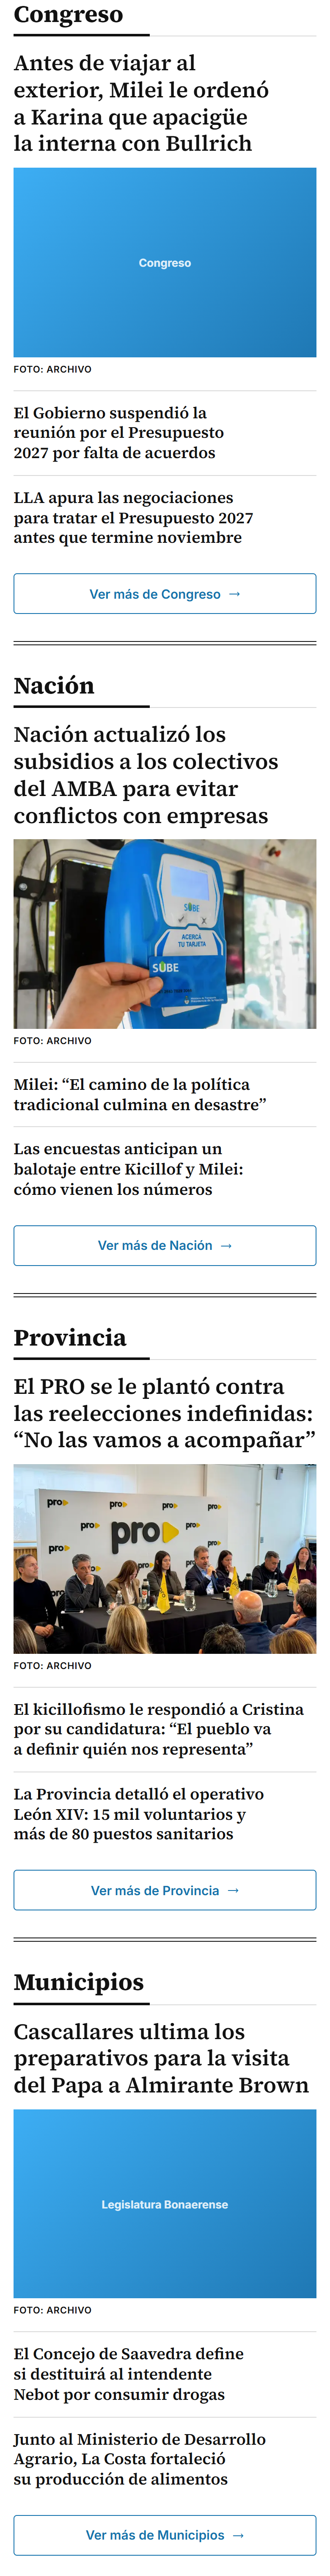 Congreso
Antes de viajar al
exterior, Milei le ordenó
a Karina que apacigüe
la interna con Bullrich
Congreso
FOTO: ARCHIVO
El Gobierno suspendió la
reunión por el Presupuesto
2027 por falta de acuerdos
LLA apura las negociaciones
para tratar el Presupuesto 2027
antes que termine noviembre
Ver más de Congreso →
Nación
Nación actualizó los
subsidios a los colectivos
del AMBA para evitar
conflictos con empresas
SUBE
ACERCÁ
TU TARJETA
SUBE
FOTO: ARCHIVO
Milei: “El camino de la política
tradicional culmina en desastre”
Las encuestas anticipan un
balotaje entre Kicillof y Milei:
cómo vienen los números
Ver más de Nación →
Provincia
El PRO se le plantó contra
las reelecciones indefinidas:
“No las vamos a acompañar”
pro pro pro pro
pro pro pro
pro pro
FOTO: ARCHIVO
El kicillofismo le respondió a Cristina
por su candidatura: “El pueblo va
a definir quién nos representa”
La Provincia detalló el operativo
León XIV: 15 mil voluntarios y
más de 80 puestos sanitarios
Ver más de Provincia →
Municipios
Cascallares ultima los
preparativos para la visita
del Papa a Almirante Brown
Legislatura Bonaerense
FOTO: ARCHIVO
El Concejo de Saavedra define
si destituirá al intendente
Nebot por consumir drogas
Junto al Ministerio de Desarrollo
Agrario, La Costa fortaleció
su producción de alimentos
Ver más de Municipios →